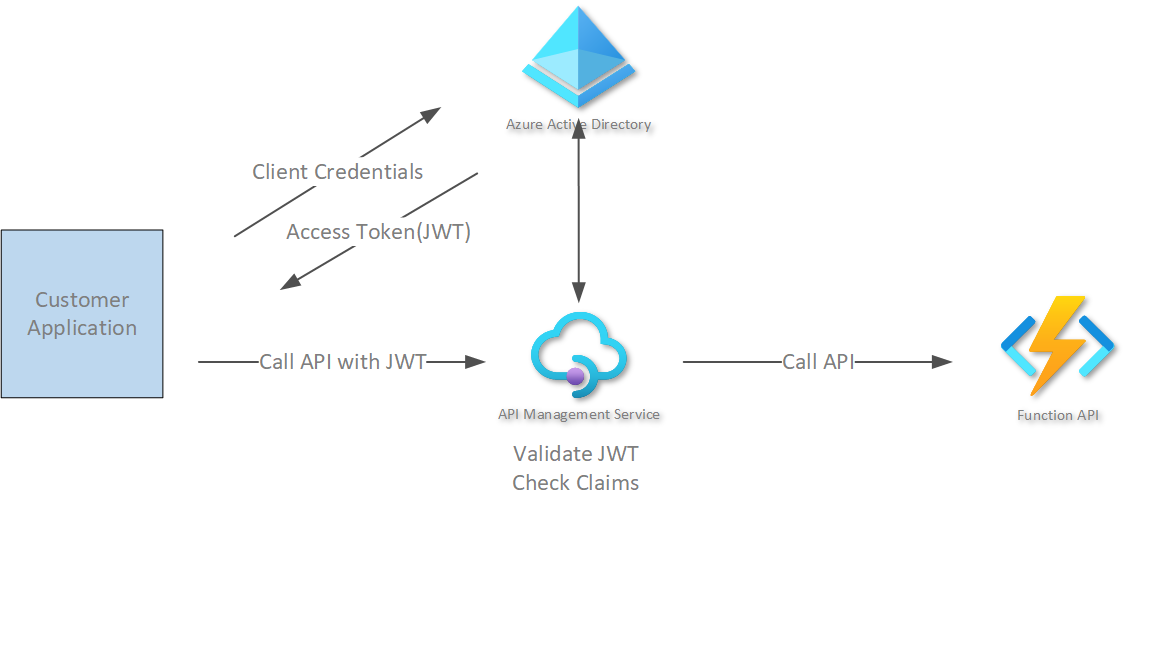 Azure Active Directory
Client Credentials
Access Token(JWT)
Customer
Application
Call API with JWT
Call API
API Management Service
Function API
Validate JWT
Check Claims